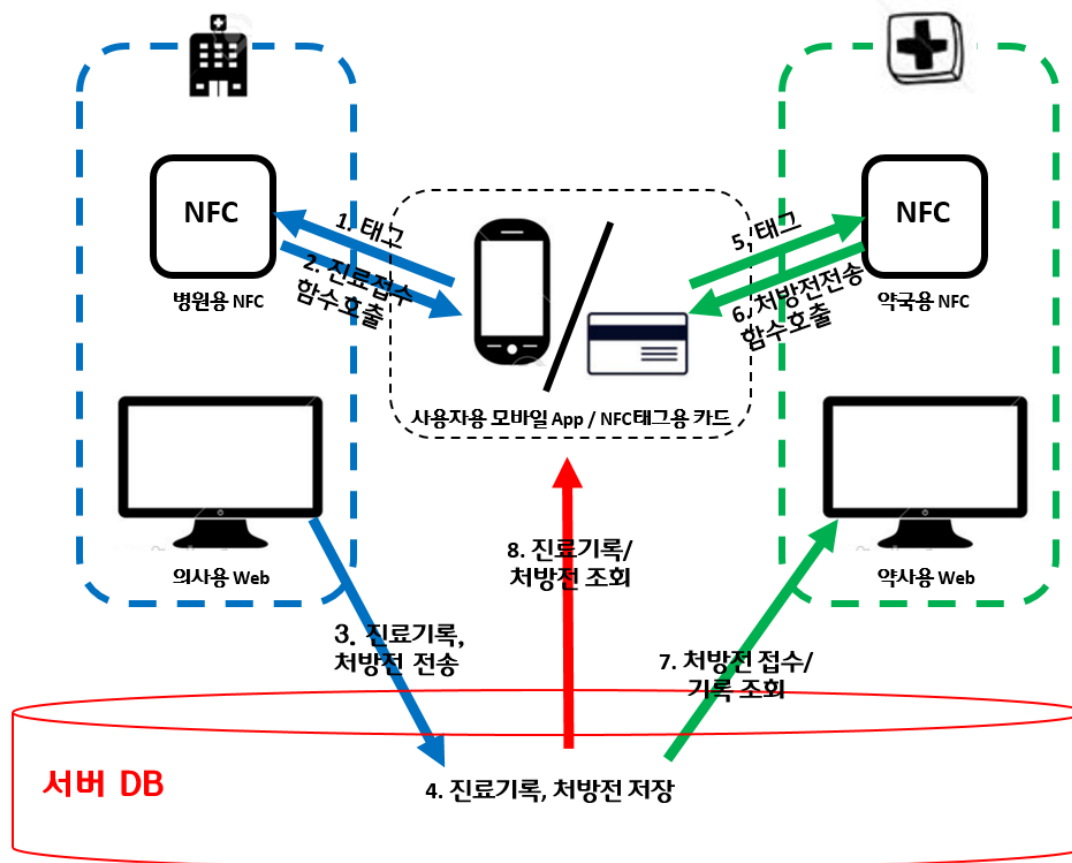 NFC
병원용 NFC
1. 태그
2. 진료접수
함수호출
의사용 Web
사용자용 모바일 App / NFC태그용 카드
NFC
약국용 NFC
5. 태그
6. 처방전전송
함수호출
약사용 Web
3. 진료기록,
처방전 전송
8. 진료기록/
처방전 조회
7. 처방전 접수/
기록 조회
서버 DB
4. 진료기록, 처방전 저장